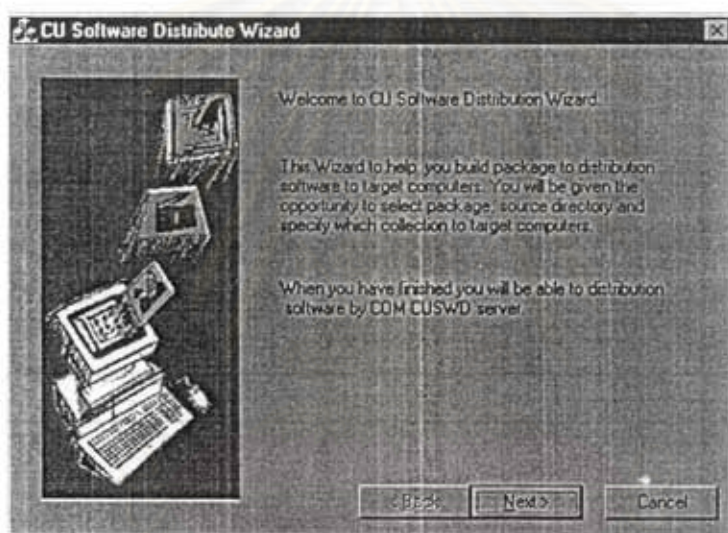 CU Software Distribute Wizard
Welcome to CU Software Distribution Wizard.
This Wizard to help you build package to distribution
software to target computers. You will be given the
opportunity to select package, source directory and
specify which collection to target computers.
When you have finished you will be able to distribution
software by COM CUSWD server.
< Back
Next >
Cancel